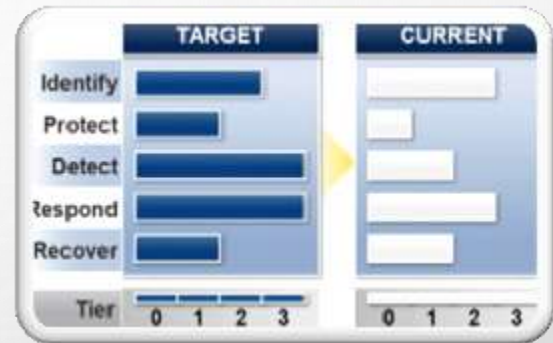 TARGET CURRENT
Identify
Protect
Detect
Respond
Recover
Tier 0 1 2 3 0 1 2 3